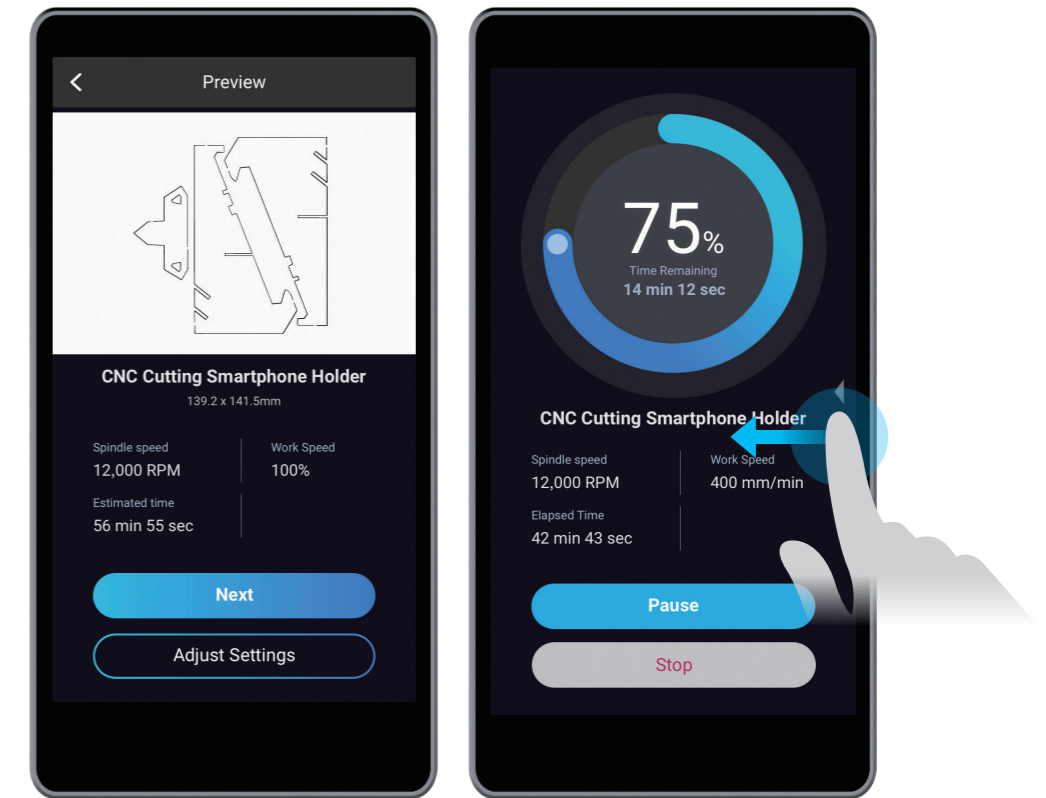 Preview
CNC Cutting Smartphone Holder
139.2 x 141.5mm
Spindle speed
12,000 RPM
Work Speed
100%
Estimated time
56 min 55 sec
Next
Adjust Settings
75%
Time Remaining
14 min 12 sec
CNC Cutting Smartphone Holder
Spindle speed
12,000 RPM
Work Speed
400 mm/min
Elapsed Time
42 min 43 sec
Pause
Stop